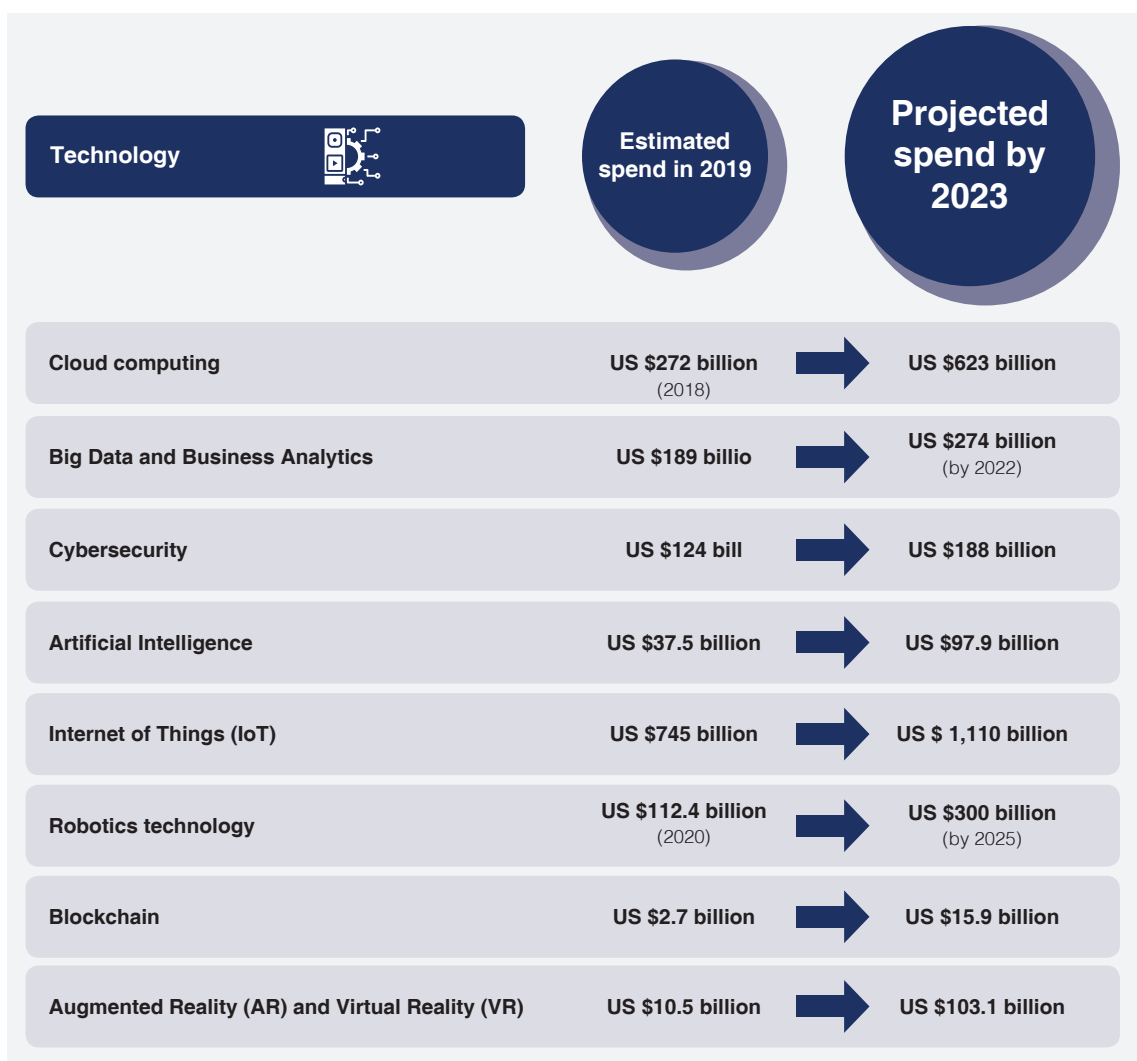 Technology
Estimated
spend in 2019
Projected
spend by
2023
Cloud computing
US $272 billion
(2018)
US $623 billion
Big Data and Business Analytics
US $189 billio
US $274 billion
(by 2022)
Cybersecurity
US $124 bill
US $188 billion
Artificial Intelligence
US $37.5 billion
US $97.9 billion
Internet of Things (IoT)
US $745 billion
US $ 1,110 billion
Robotics technology
US $112.4 billion
(2020)
US $300 billion
(by 2025)
Blockchain
US $2.7 billion
US $15.9 billion
Augmented Reality (AR) and Virtual Reality (VR)
US $10.5 billion
US $103.1 billion